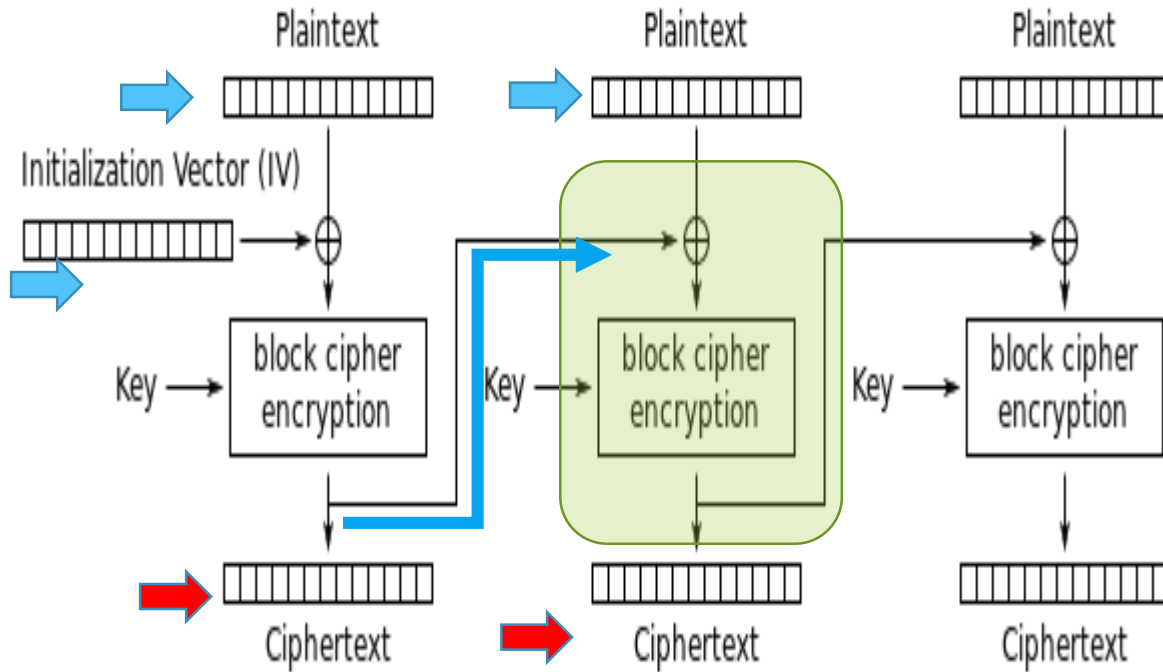 Plaintext
Plaintext
Plaintext
Initialization Vector (IV)
Key
block cipher
encryption
Key
block cipher
encryption
Key
block cipher
encryption
Ciphertext
Ciphertext
Ciphertext